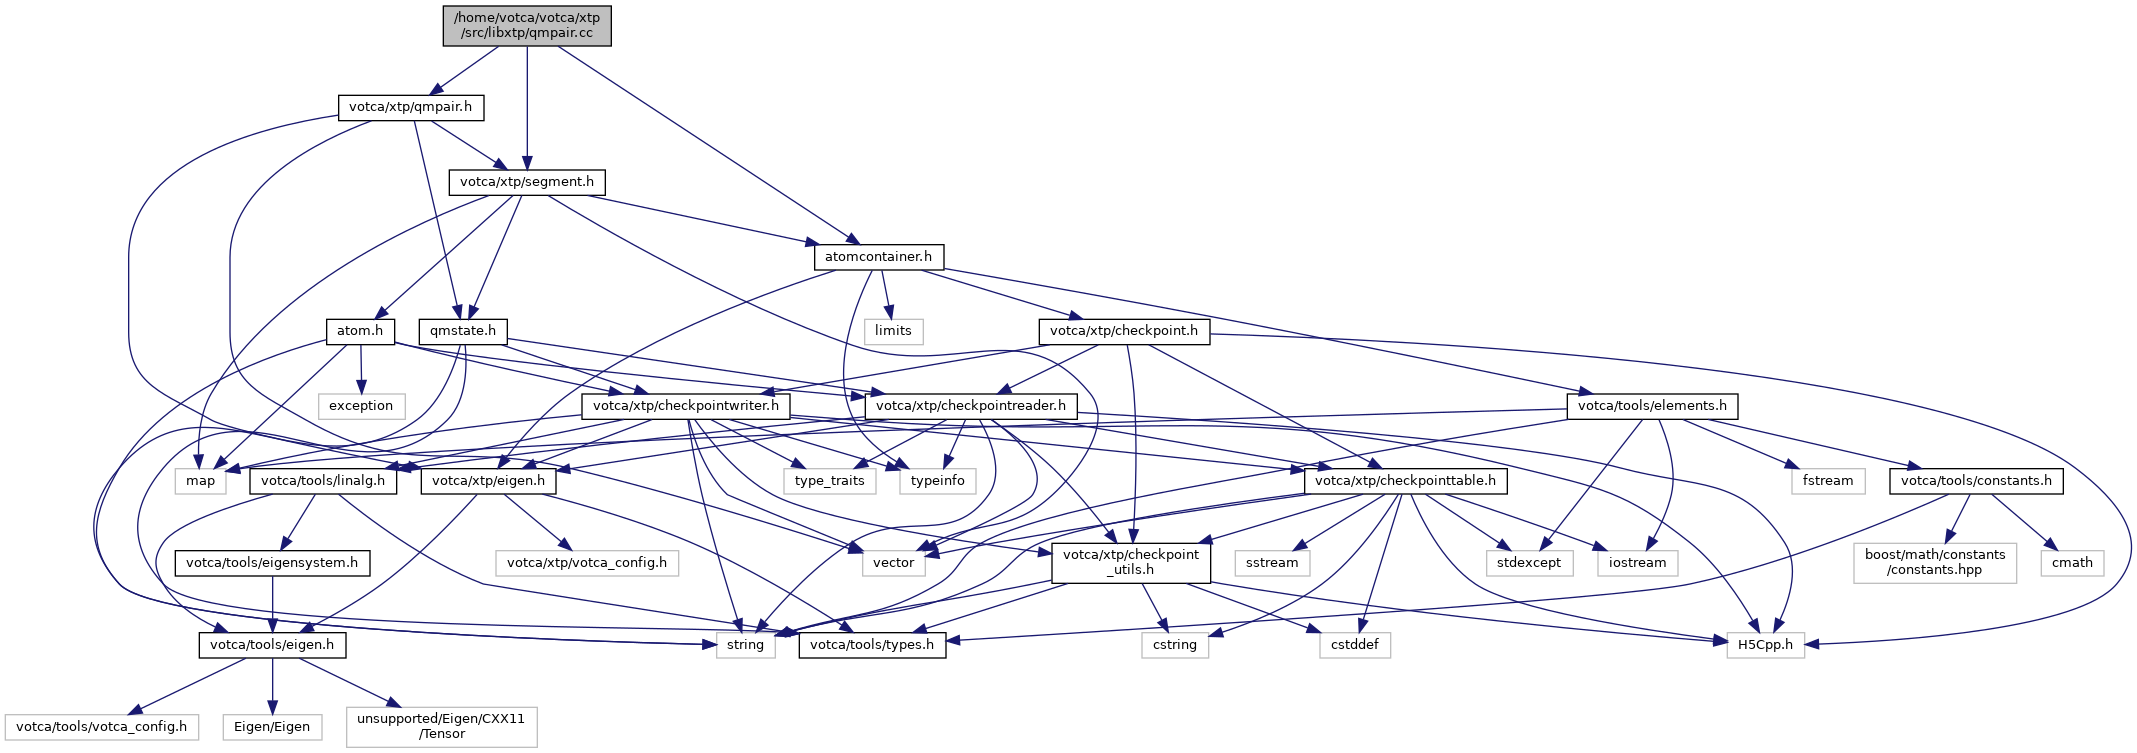 /home/votca/votca/xtp
/src/libxtp/qmpair.cc
votca/xtp/qmpair.h
votca/xtp/segment.h
atomcontainer.h
atom.h
qmstate.h
limits
votca/xtp/checkpoint.h
exception
votca/xtp/checkpointwriter.h
votca/xtp/checkpointreader.h
votca/tools/elements.h
map
votca/tools/linalg.h
votca/xtp/eigen.h
type_traits
typeinfo
votca/xtp/checkpointtable.h
fstream
votca/tools/constants.h
votca/tools/eigensystem.h
votca/xtp/votca_config.h
vector
votca/xtp/checkpoint
_utils.h
sstream
stdexcept
iostream
boost/math/constants
/constants.hpp
cmath
votca/tools/eigen.h
string
votca/tools/types.h
cstring
cstddef
H5Cpp.h
votca/tools/votca_config.h
Eigen/Eigen
unsupported/Eigen/CXX11
/Tensor